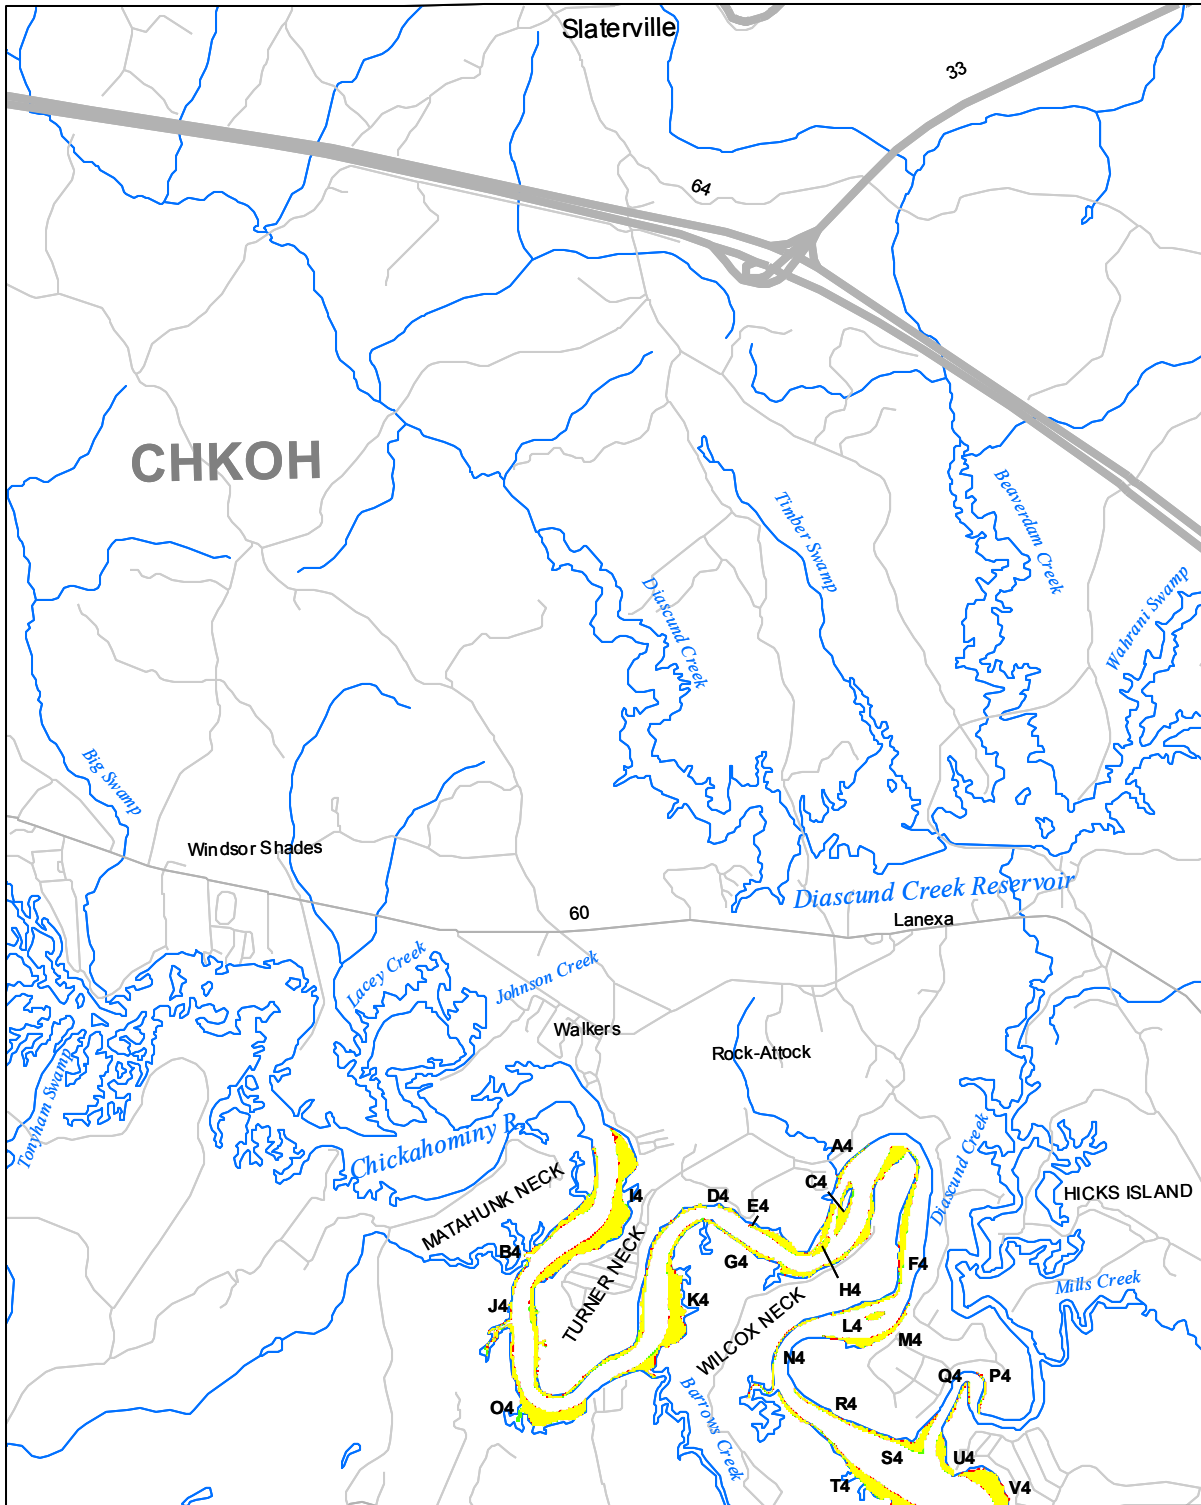 Slaterville
33
64
CHKOH
Timber Swamp
Beaverdam Creek
Diascund Creek
Wahrani Swamp
Big Swamp
Windsor Shades
Diascund Creek Reservoir
60
Lanexa
Lacey Creek
Johnson Creek
Walkers
Rock-Attock
Tonyham Swamp
Chickahominy R.
A4
Diascund Creek
C4
MATAHUNK NECK
I4
D4
E4
HICKS ISLAND
B4
G4
F4
TURNER NECK
H4
Mills Creek
J4
K4
WILCOX NECK
L4
M4
N4
Q4
P4
Barrows Creek
O4
R4
S4
U4
T4
V4